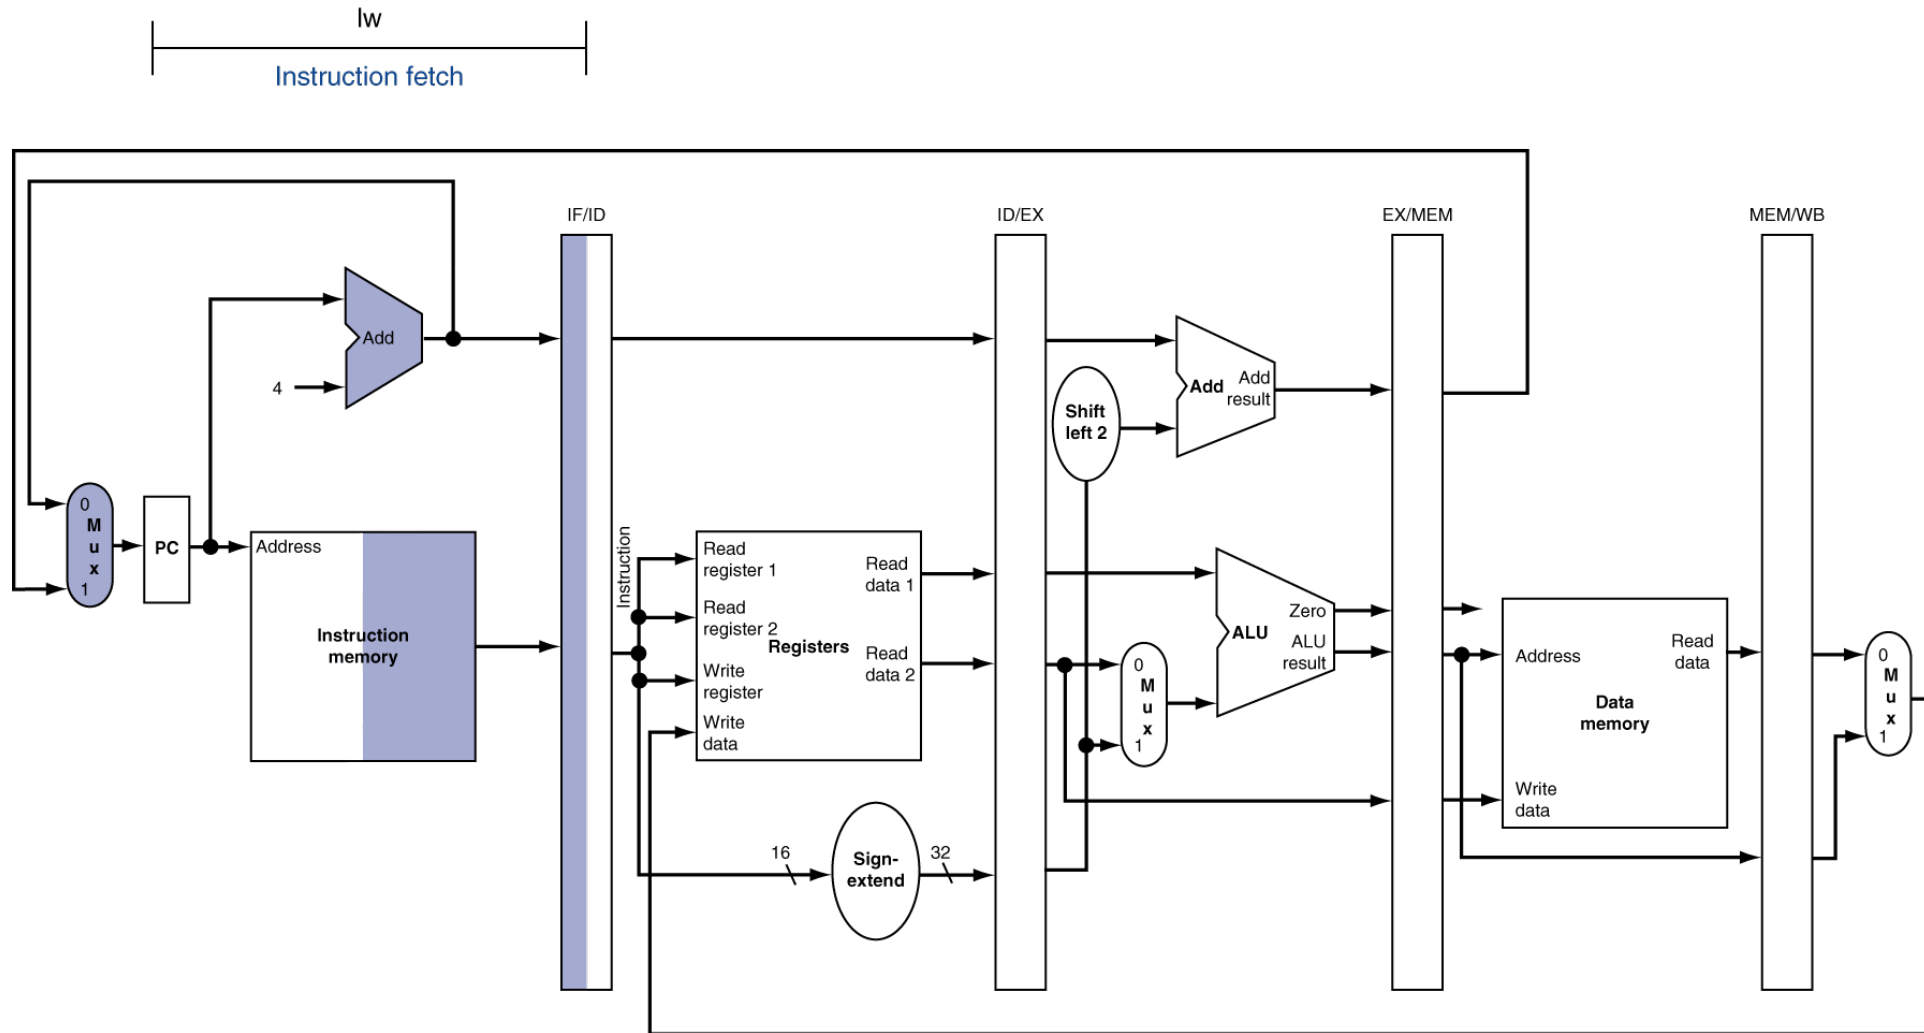 lw
Instruction fetch
IF/ID
ID/EX
EX/MEM
MEM/WB
Add
4
Add
Add
result
Shift
left 2
0
M
u
x
1
PC
Address
Instruction
memory
Instruction
Read
register 1
Read
register 2
Write
register
Write
data
Registers
Read
data 1
Read
data 2
16
Sign-
extend
32
0
M
u
x
1
ALU
Zero
ALU
result
Address
Read
data
Data
memory
Write
data
0
M
u
x
1